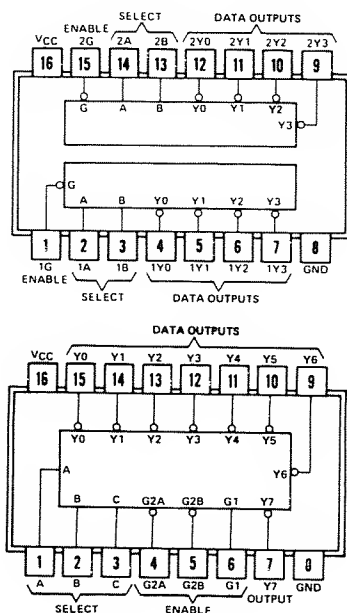 SELECT DATA OUTPUTS
ENABLE
VCC 2G 2A 2B 2Y0 2Y1 2Y2 2Y3
16 15 14 13 12 11 10 9
G A B Y0 Y1 Y2
Y3
G
A B Y0 Y1 Y2 Y3
1 2 3 4 5 6 7 8
1G 1A 1B 1Y0 1Y1 1Y2 1Y3 GND
ENABLE
SELECT DATA OUTPUTS
DATA OUTPUTS
VCC Y0 Y1 Y2 Y3 Y4 Y5 Y6
16 15 14 13 12 11 10 9
Y0 Y1 Y2 Y3 Y4 Y5
A Y6
B C G2A G2B G1 Y7
1 2 3 4 5 6 7 8
A B C G2A G2B G1 Y7 GND
OUTPUT
SELECT ENABLE